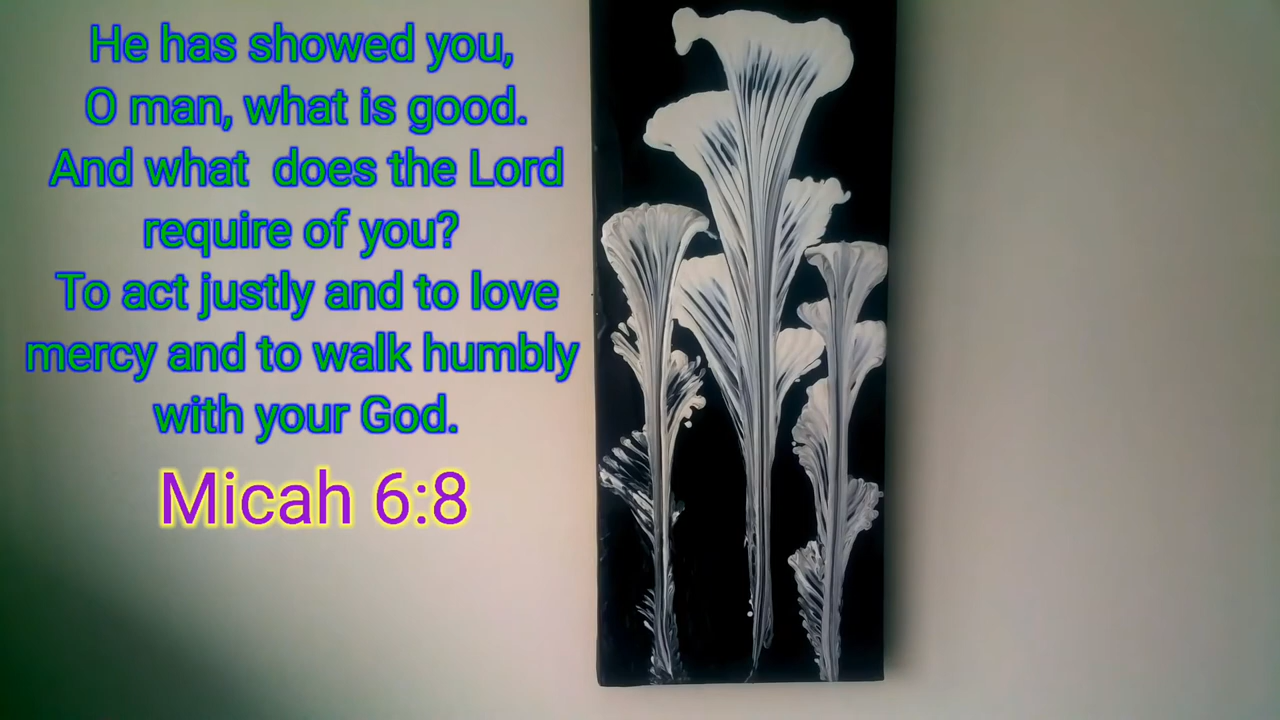 He has showed you,
O man, what is good.
And what  does the Lord
require of you?
To act justly and to love
mercy and to walk humbly
with your God.
Micah 6:8